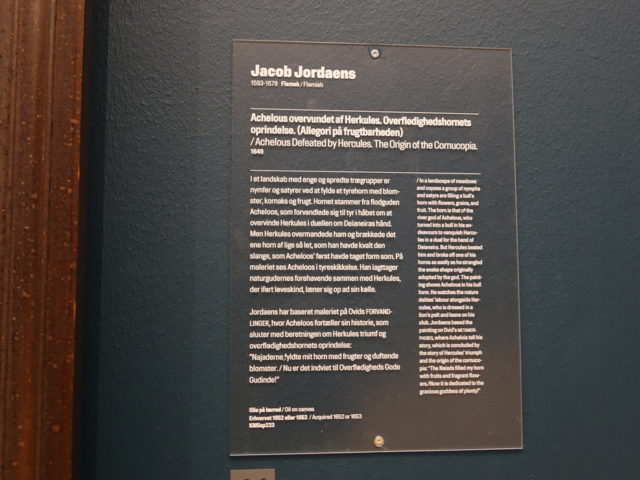 Jacob Jordaens
1593-1678 Flemsk / Flemish
Achelous overvundet af Herkules. Overflødighedshornets
oprindelse. (Allegori på frugtbarheden)
/ Achelous Defeated by Hercules. The Origin of the Cornucopia.
1649
I et landskab med enge og spredte trægrupper er
nymfer og satyrer ved at fylde et tyrehorn med blom-
ster, kornaks og frugt. Hornet stammer fra flodguden
Acheloos, som forvandlede sig til tyr i håbet om at
overvinde Herkules i duellen om Deianeiras hånd.
Men Herkules overmandede ham og brækkede det
ene horn af lige så let, som han havde kvalt den
slange, som Acheloos' først havde taget form som. På
maleriet ses Acheloos i tyreskikkelse. Han iagttager
naturgudernes forehavende sammen med Herkules,
der iført løveskind, læner sig op ad sin kølle.
Jordaens har baseret maleriet på Ovids FORVAND-
LINGER, hvor Acheloos fortæller sin historie, som
slutter med beretningen om Herkules triumf og
overflødighedshornets oprindelse:
"Najaderne fyldte mit horn med frugter og duftende
blomster. / Nu er det indviet til Overflødigheds Gode
Gudinde!"
/ In a landscape of meadows
and copses a group of nymphs
and satyrs are filling a bull's
horn with flowers, grains, and
fruit. The horn is that of the
river god of Achelous, who
turned into a bull in his en-
deavours to vanquish Hercu-
les in a duel for the hand of
Deianeira. But Hercules bested
him and broke off one of his
horns as easily as he strangled
the snake shape originally
adopted by the god. The paint-
ing shows Achelous in his bull
form. He watches the nature
deities' labour alongside Her-
cules, who is dressed in a
lion's pelt and leans on his
club. Jordaens based the
painting on Ovid's METAMOR-
PHOSES, where Achelous tell his
story, which is concluded by
the story of Hercules' triumph
and the origin of the cornuco-
pia: "The Naiads filled my horn
with fruits and fragrant flow-
ers./Now it is dedicated to the
gracious goddess of plenty!"
Olie på lærred / Oil on canvas
Erhvervet 1652 eller 1653 / Acquired 1652 or 1653
KMSsp233